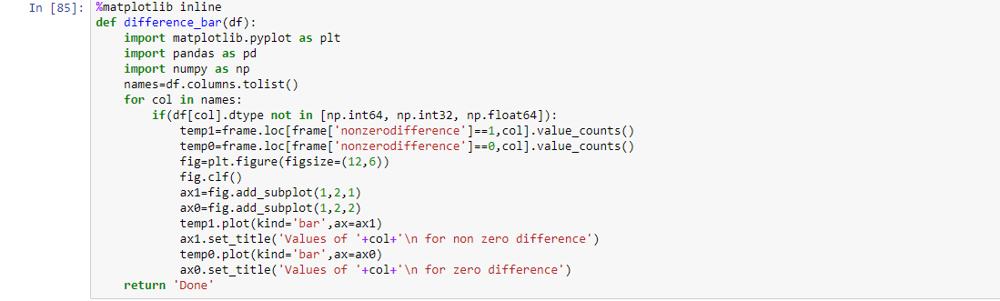 In [85]: %matplotlib inline
def difference_bar(df):
    import matplotlib.pyplot as plt
    import pandas as pd
    import numpy as np
    names=df.columns.tolist()
    for col in names:
        if(df[col].dtype not in [np.int64, np.int32, np.float64]):
            temp1=frame.loc[frame['nonzerodifference']==1,col].value_counts()
            temp0=frame.loc[frame['nonzerodifference']==0,col].value_counts()
            fig=plt.figure(figsize=(12,6))
            fig.clf()
            ax1=fig.add_subplot(1,2,1)
            ax0=fig.add_subplot(1,2,2)
            temp1.plot(kind='bar',ax=ax1)
            ax1.set_title('Values of '+col+'\n for non zero difference')
            temp0.plot(kind='bar',ax=ax0)
            ax0.set_title('Values of '+col+'\n for zero difference')
    return 'Done'